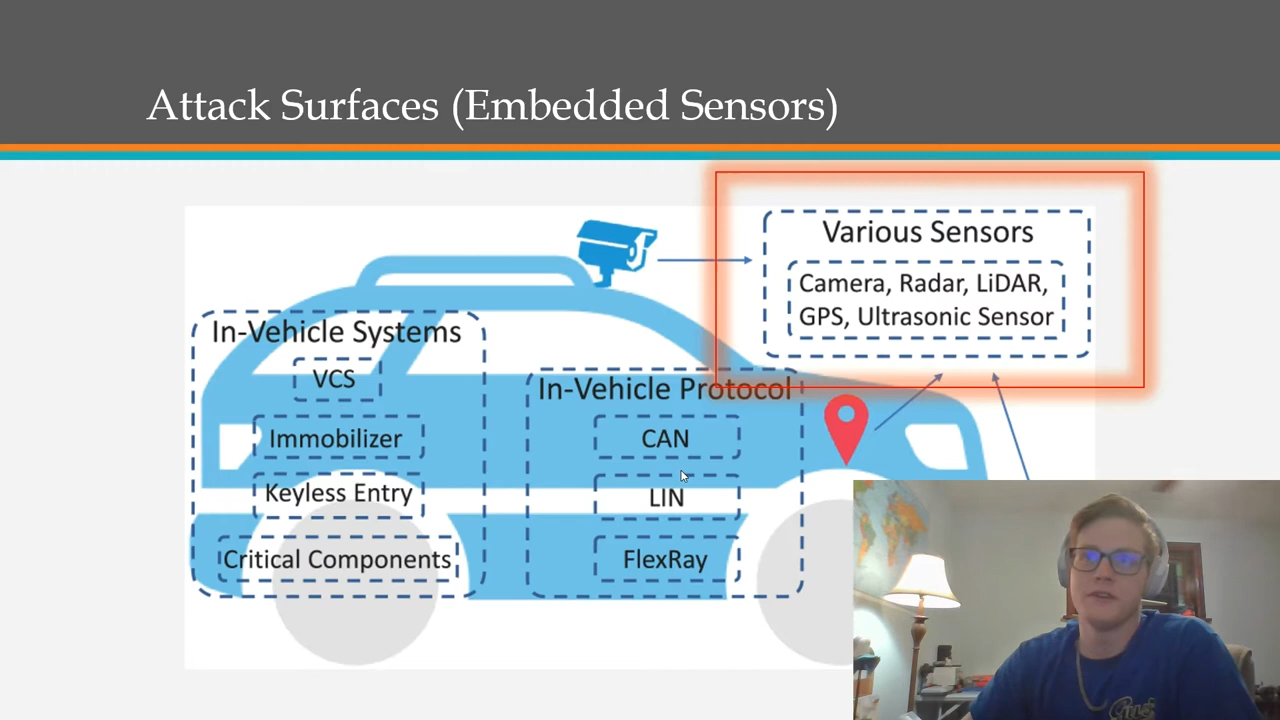 Attack Surfaces (Embedded Sensors)
Various Sensors
Camera, Radar, LiDAR,
GPS, Ultrasonic Sensor
In-Vehicle Systems
VCS
Immobilizer
Keyless Entry
Critical Components
In-Vehicle Protocol
CAN
LIN
FlexRay